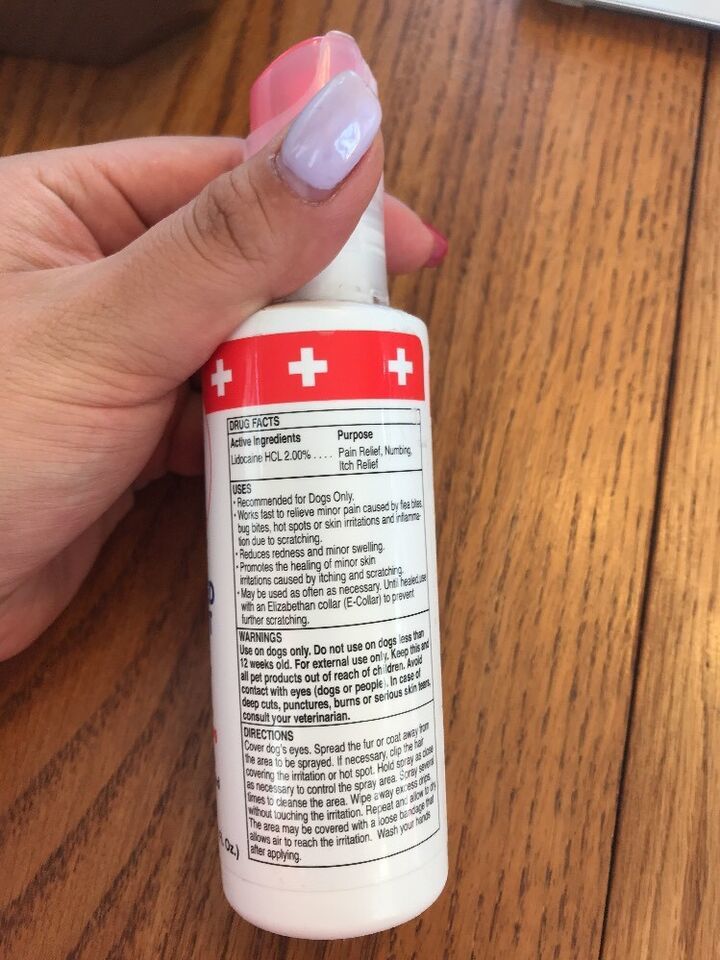 DRUG FACTS
Active Ingredients Purpose
Lidocaine HCL 2.00% .... Pain Relief, Numbing,
Itch Relief
USES
• Recommended for Dogs Only.
• Works fast to relieve minor pain caused by flea bites,
bug bites, hot spots or skin irritations and inflamma-
tion due to scratching.
• Reduces redness and minor swelling.
• Promotes the healing of minor skin
irritations caused by itching and scratching.
• May be used as often as necessary. Until healed,use
with an Elizabethan collar (E-Collar) to prevent
further scratching.
WARNINGS
Use on dogs only. Do not use on dogs less than
12 weeks old. For external use only. Keep this and
all pet products out of reach of children. Avoid
contact with eyes (dogs or people). In case of
deep cuts, punctures, burns or serious skin tears,
consult your veterinarian.
DIRECTIONS
Cover dog's eyes. Spread the fur or coat away from
the area to be sprayed. If necessary, clip the hair
covering the irritation or hot spot. Hold spray as close
as necessary to control the spray area. Spray several
times to cleanse the area. Wipe away excess drips
without touching the irritation. Repeat and allow to dry.
The area may be covered with a loose bandage that
allows air to reach the irritation. Wash your hands
after applying.
Oz.)